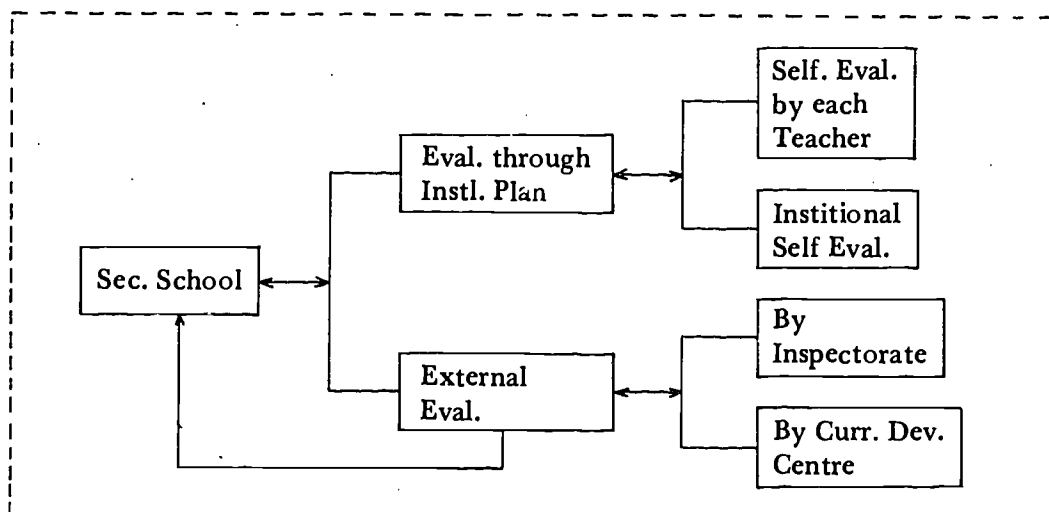 Self. Eval.
by each
Teacher
Eval. through
Instl. Plan
Institional
Self Eval.
Sec. School
By
Inspectorate
External
Eval.
By Curr. Dev.
Centre